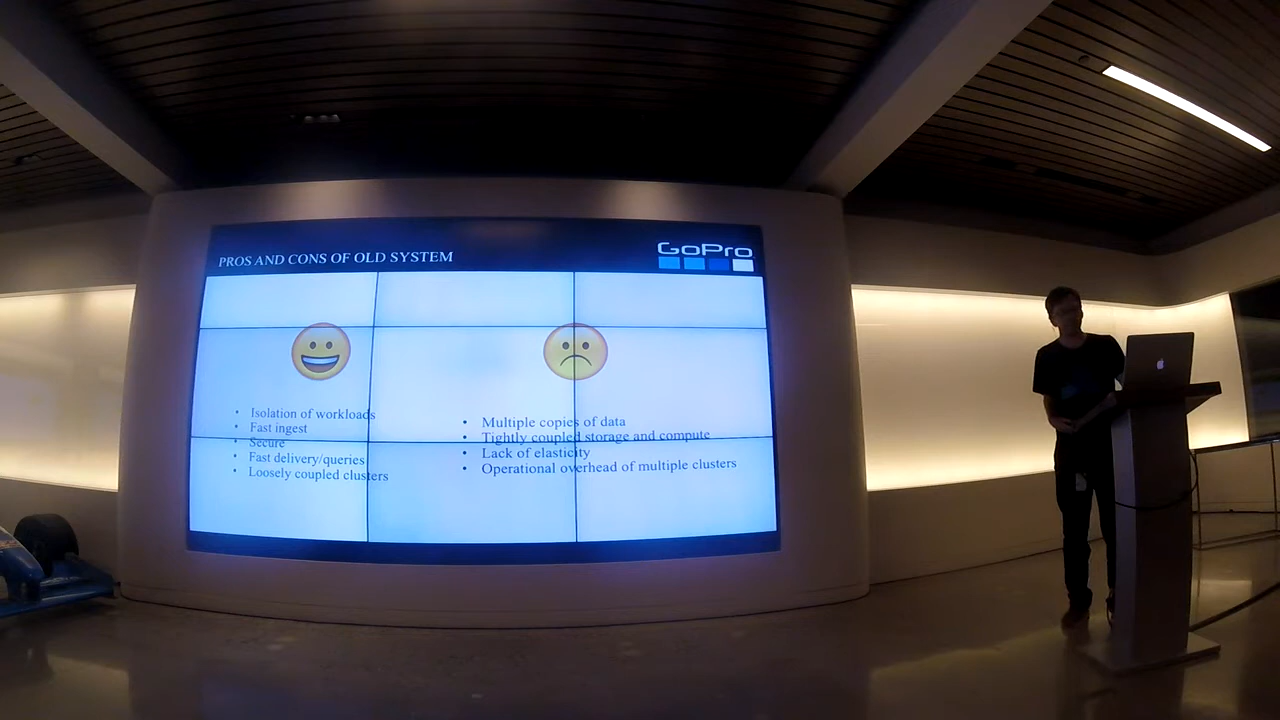 PROS AND CONS OF OLD SYSTEM
GoPro
• Isolation of workloads
• Fast ingest
• Secure
• Fast delivery/queries
• Loosely coupled clusters
• Multiple copies of data
• Tightly coupled storage and compute
• Lack of elasticity
• Operational overhead of multiple clusters